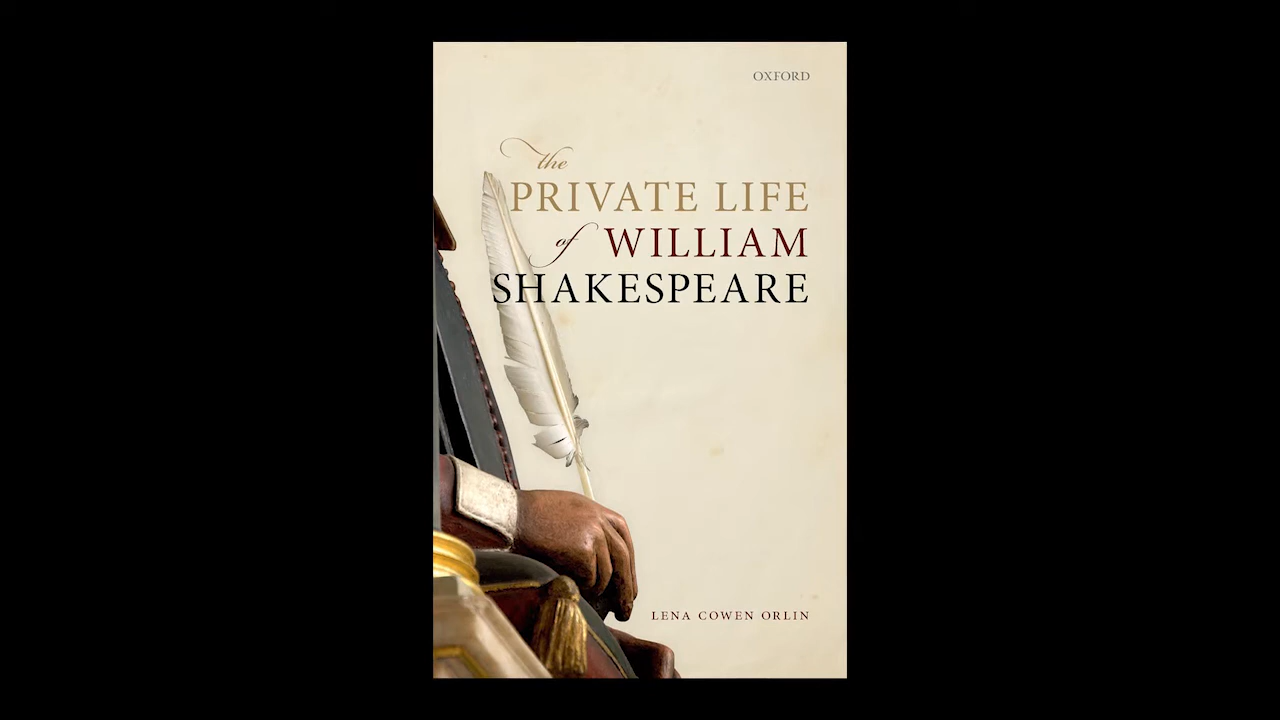 OXFORD
the
PRIVATE LIFE
of WILLIAM
SHAKESPEARE
LENA COWEN ORLIN